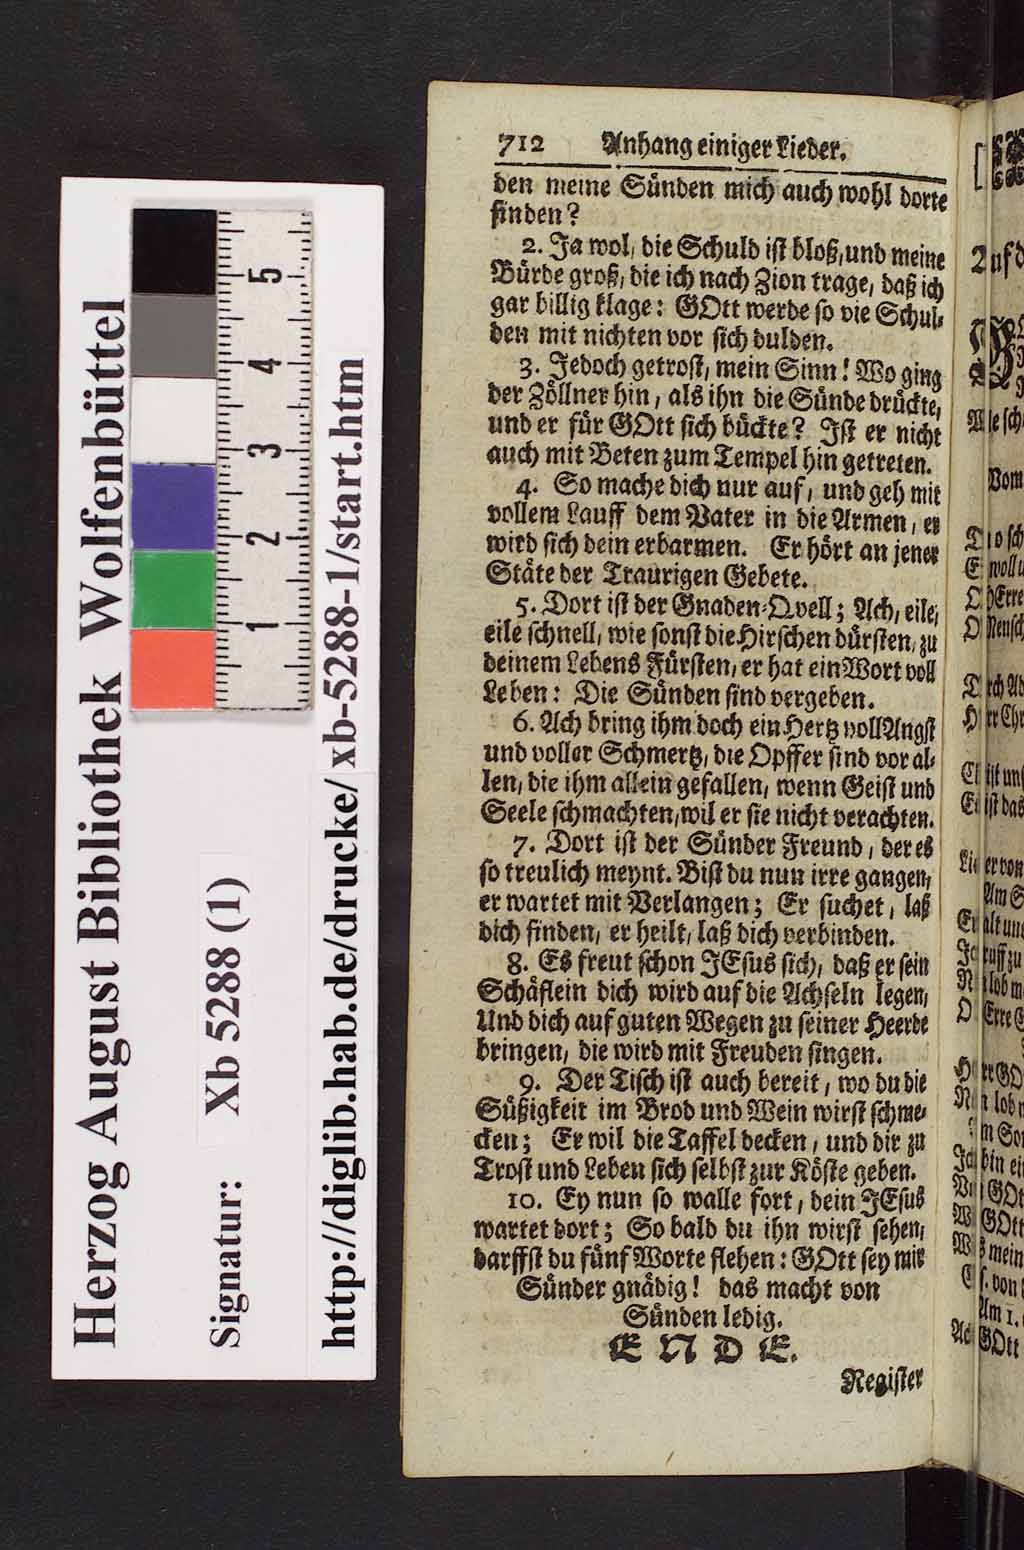 712 Anhang einiger Lieder.
den meine Sünden mich auch wohl dorte
finden?
2. Ja wol, die Schuld ist bloß, und meine
Bürde groß, die ich nach Zion trage, daß ich
gar billig klage: GOtt werde so vie Schul-
den mit nichten vor sich dulden.
3. Jedoch getrost, mein Sinn! Wo ging
der Zöllner hin, als ihn die Sünde drückte,
und er für GOtt sich bückte? Ist er nicht
auch mit Beten zum Tempel hin getreten.
4. So mache dich nur auf, und geh mit
vollem Lauff dem Vater in die Armen, er
wird sich dein erbarmen. Er hört an jener
Stäte der Traurigen Gebete.
5. Dort ist der Gnaden-Qvell; Ach, eile,
eile schnell, wie sonst die Hirschen dürsten, zu
deinem Lebens Fürsten, er hat ein Wort voll
Leben: Die Sünden sind vergeben.
6. Ach bring ihm doch ein Hertz voll Angst
und voller Schmertz, die Opffer sind vor al-
len, die ihm allein gefallen, wenn Geist und
Seele schmachten, wil er sie nicht verachten.
7. Dort ist der Sünder Freund, der es
so treulich meynt. Bist du nun irre gangen,
er wartet mit Verlangen; Er suchet, laß
dich finden, er heilt, laß dich verbinden.
8. Es freut schon JEsus sich, daß er sein
Schäflein dich wird auf die Achseln legen,
Und dich auf guten Wegen zu seiner Heerde
bringen, die wird mit Freuden singen.
9. Der Tisch ist auch bereit, wo du die
Süßigkeit im Brod und Wein wirst schme-
cken; Er wil die Taffel decken, und dir zu
Trost und Leben sich selbst zur Köste geben.
10. Ey nun so walle fort, dein JEsus
wartet dort; So bald du ihn wirst sehen,
darffst du fünf Worte flehen: GOtt sey mir
Sünder gnädig! das macht von
Sünden ledig.
E N D E.
Register
Herzog August Bibliothek Wolfenbüttel
Signatur: Xb 5288 (1)
http://diglib.hab.de/drucke/xb-5288-1/start.htm
1 2 3 4 5